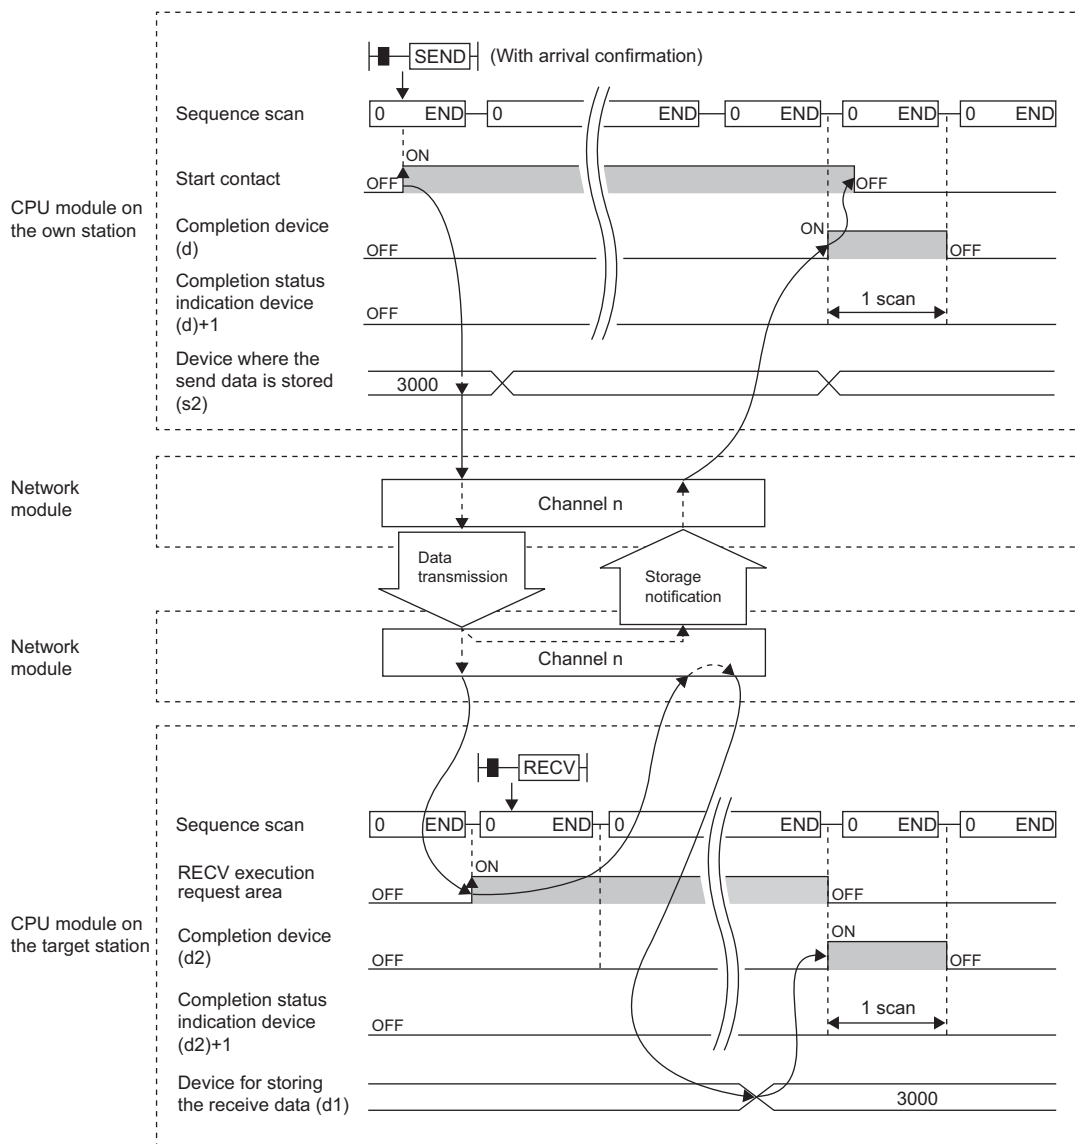 SEND (With arrival confirmation)
Sequence scan
0 END 0 END 0 END 0 END 0 END
ON
Start contact
OFF OFF
CPU module on
the own station
Completion device
(d)
ON
OFF OFF
Completion status
indication device
(d)+1
1 scan
OFF
Device where the
send data is stored
(s2)
3000
Network
module
Channel n
Data
transmission
Storage
notification
Network
module
Channel n
RECV
Sequence scan
0 END 0 END 0 END 0 END 0 END
RECV execution
request area
ON
OFF OFF
CPU module on
the target station
Completion device
(d2)
ON
OFF OFF
Completion status
indication device
(d2)+1
1 scan
OFF
Device for storing
the receive data (d1)
3000